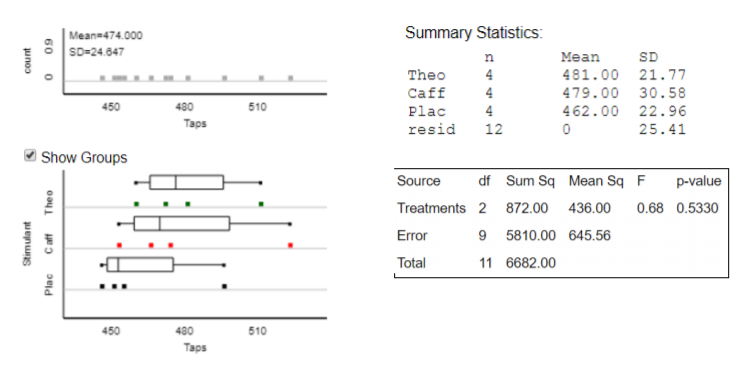 Mean=474.000
SD=24.647
count
0.9
0
450 480 510
Taps
Show Groups
Stimulant
Theo
Caff
Plac
450 480 510
Taps
Summary Statistics:
n Mean SD
Theo 4 481.00 21.77
Caff 4 479.00 30.58
Plac 4 462.00 22.96
resid 12 0 25.41
Source df Sum Sq Mean Sq F p-value
Treatments 2 872.00 436.00 0.68 0.5330
Error 9 5810.00 645.56
Total 11 6682.00